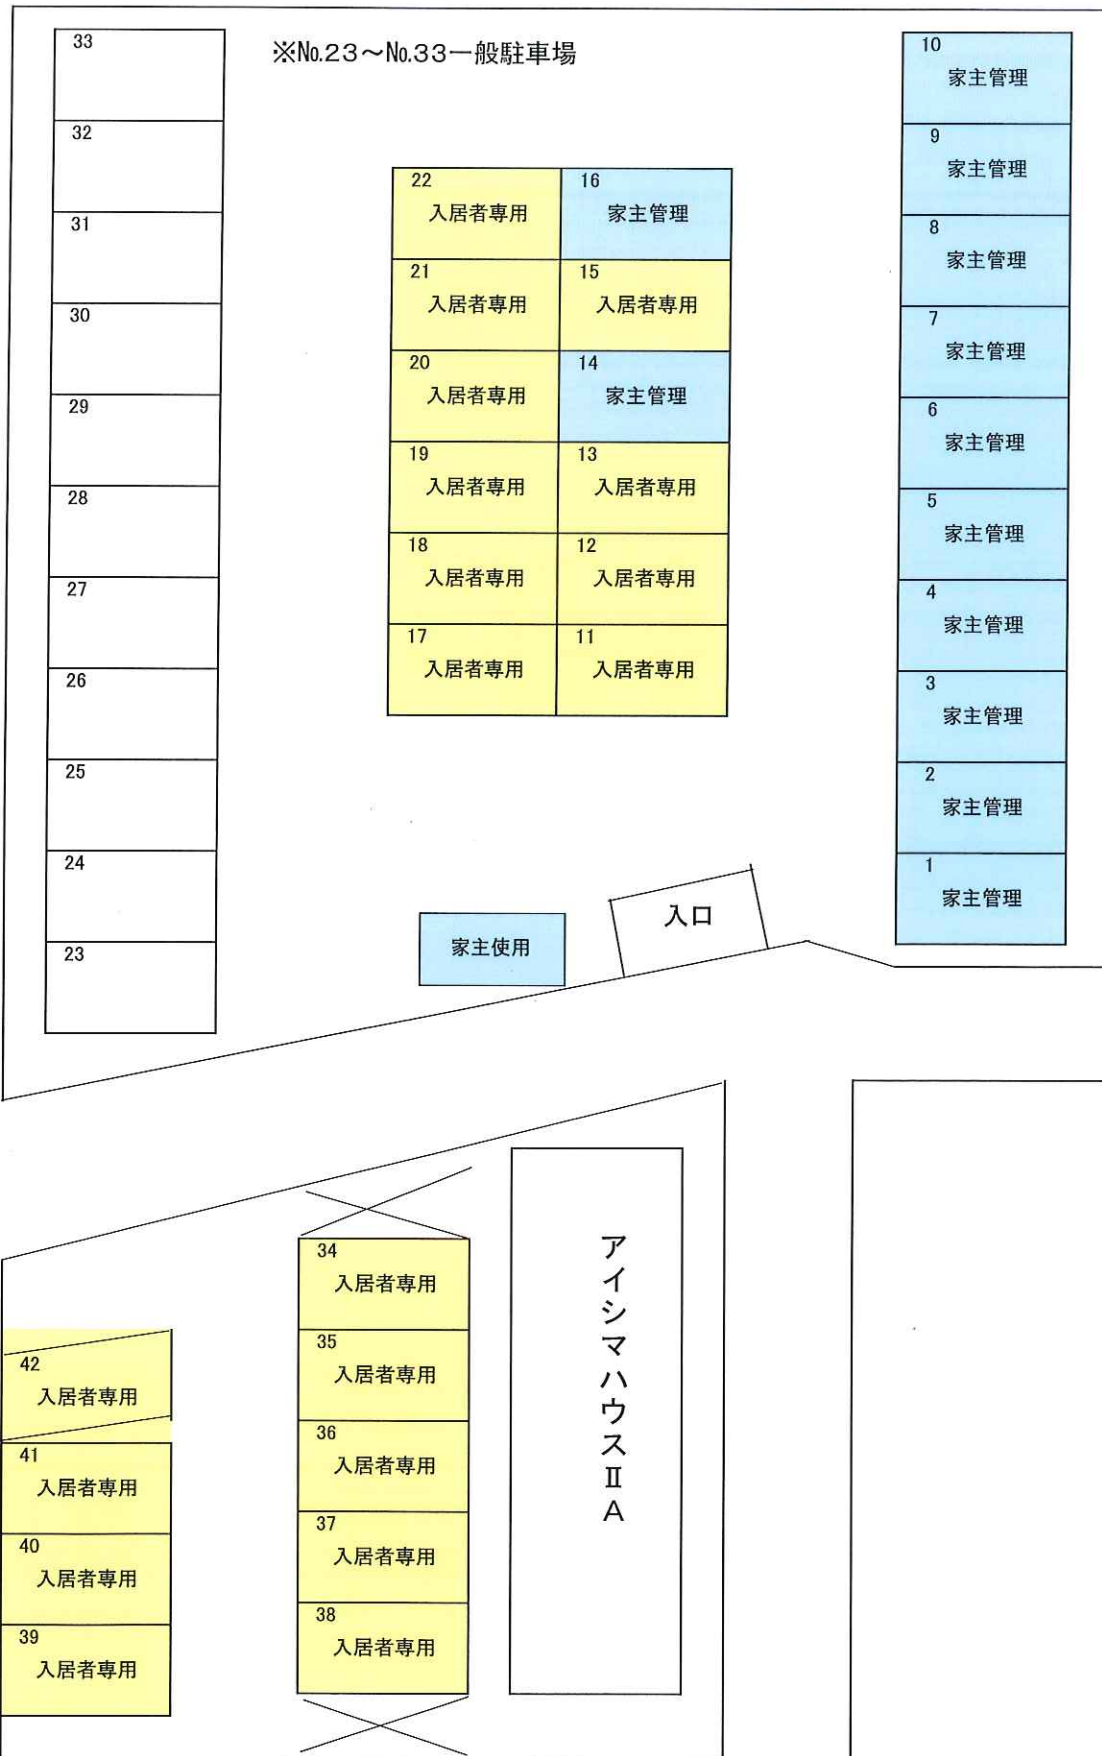 ※No.23～No.33一般駐車場
33
32
31
30
29
28
27
26
25
24
23
22
入居者専用
16
家主管理
21
入居者専用
15
入居者専用
20
入居者専用
14
家主管理
19
入居者専用
13
入居者専用
18
入居者専用
12
入居者専用
17
入居者専用
11
入居者専用
10
家主管理
9
家主管理
8
家主管理
7
家主管理
6
家主管理
5
家主管理
4
家主管理
3
家主管理
2
家主管理
1
家主管理
家主使用
入口
42
入居者専用
41
入居者専用
40
入居者専用
39
入居者専用
34
入居者専用
35
入居者専用
36
入居者専用
37
入居者専用
38
入居者専用
アイシマハウスⅡA